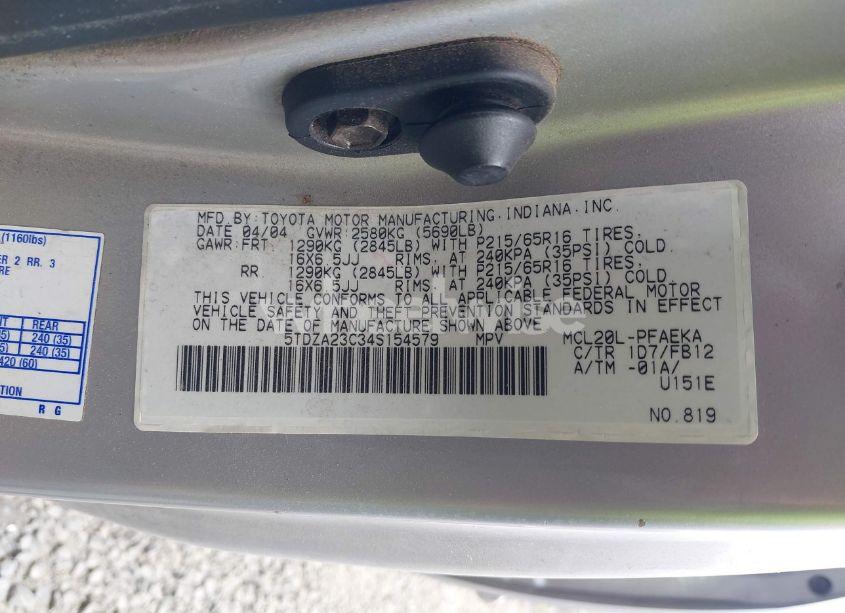 (1160lbs)
ER 2 RR. 3
RE
NT REAR
5) 240 (35)
5) 240 (35)
420 (60)
TION
R G
MFD.BY:TOYOTA MOTOR MANUFACTURING.INDIANA.INC.
DATE 04/04 GVWR:2580KG (5690LB)
GAWR:FRT 1290KG (2845LB) WITH P215/65R16 TIRES.
16X6.5JJ RIMS, AT 240KPA (35PSI) COLD.
RR 1290KG (2845LB) WITH P215/65R16 TIRES.
16X6.5JJ RIMS, AT 240KPA (35PSI) COLD.
THIS VEHICLE CONFORMS TO ALL APPLICABLE FEDERAL MOTOR
VEHICLE SAFETY AND THEFT PREVENTION STANDARDS IN EFFECT
ON THE DATE OF MANUFACTURE SHOWN ABOVE.
5TDZA23C34S154579 MPV MCL20L-PFAEKA
C/TR 1D7/FB12
A/TM -01A/
U151E
NO.819